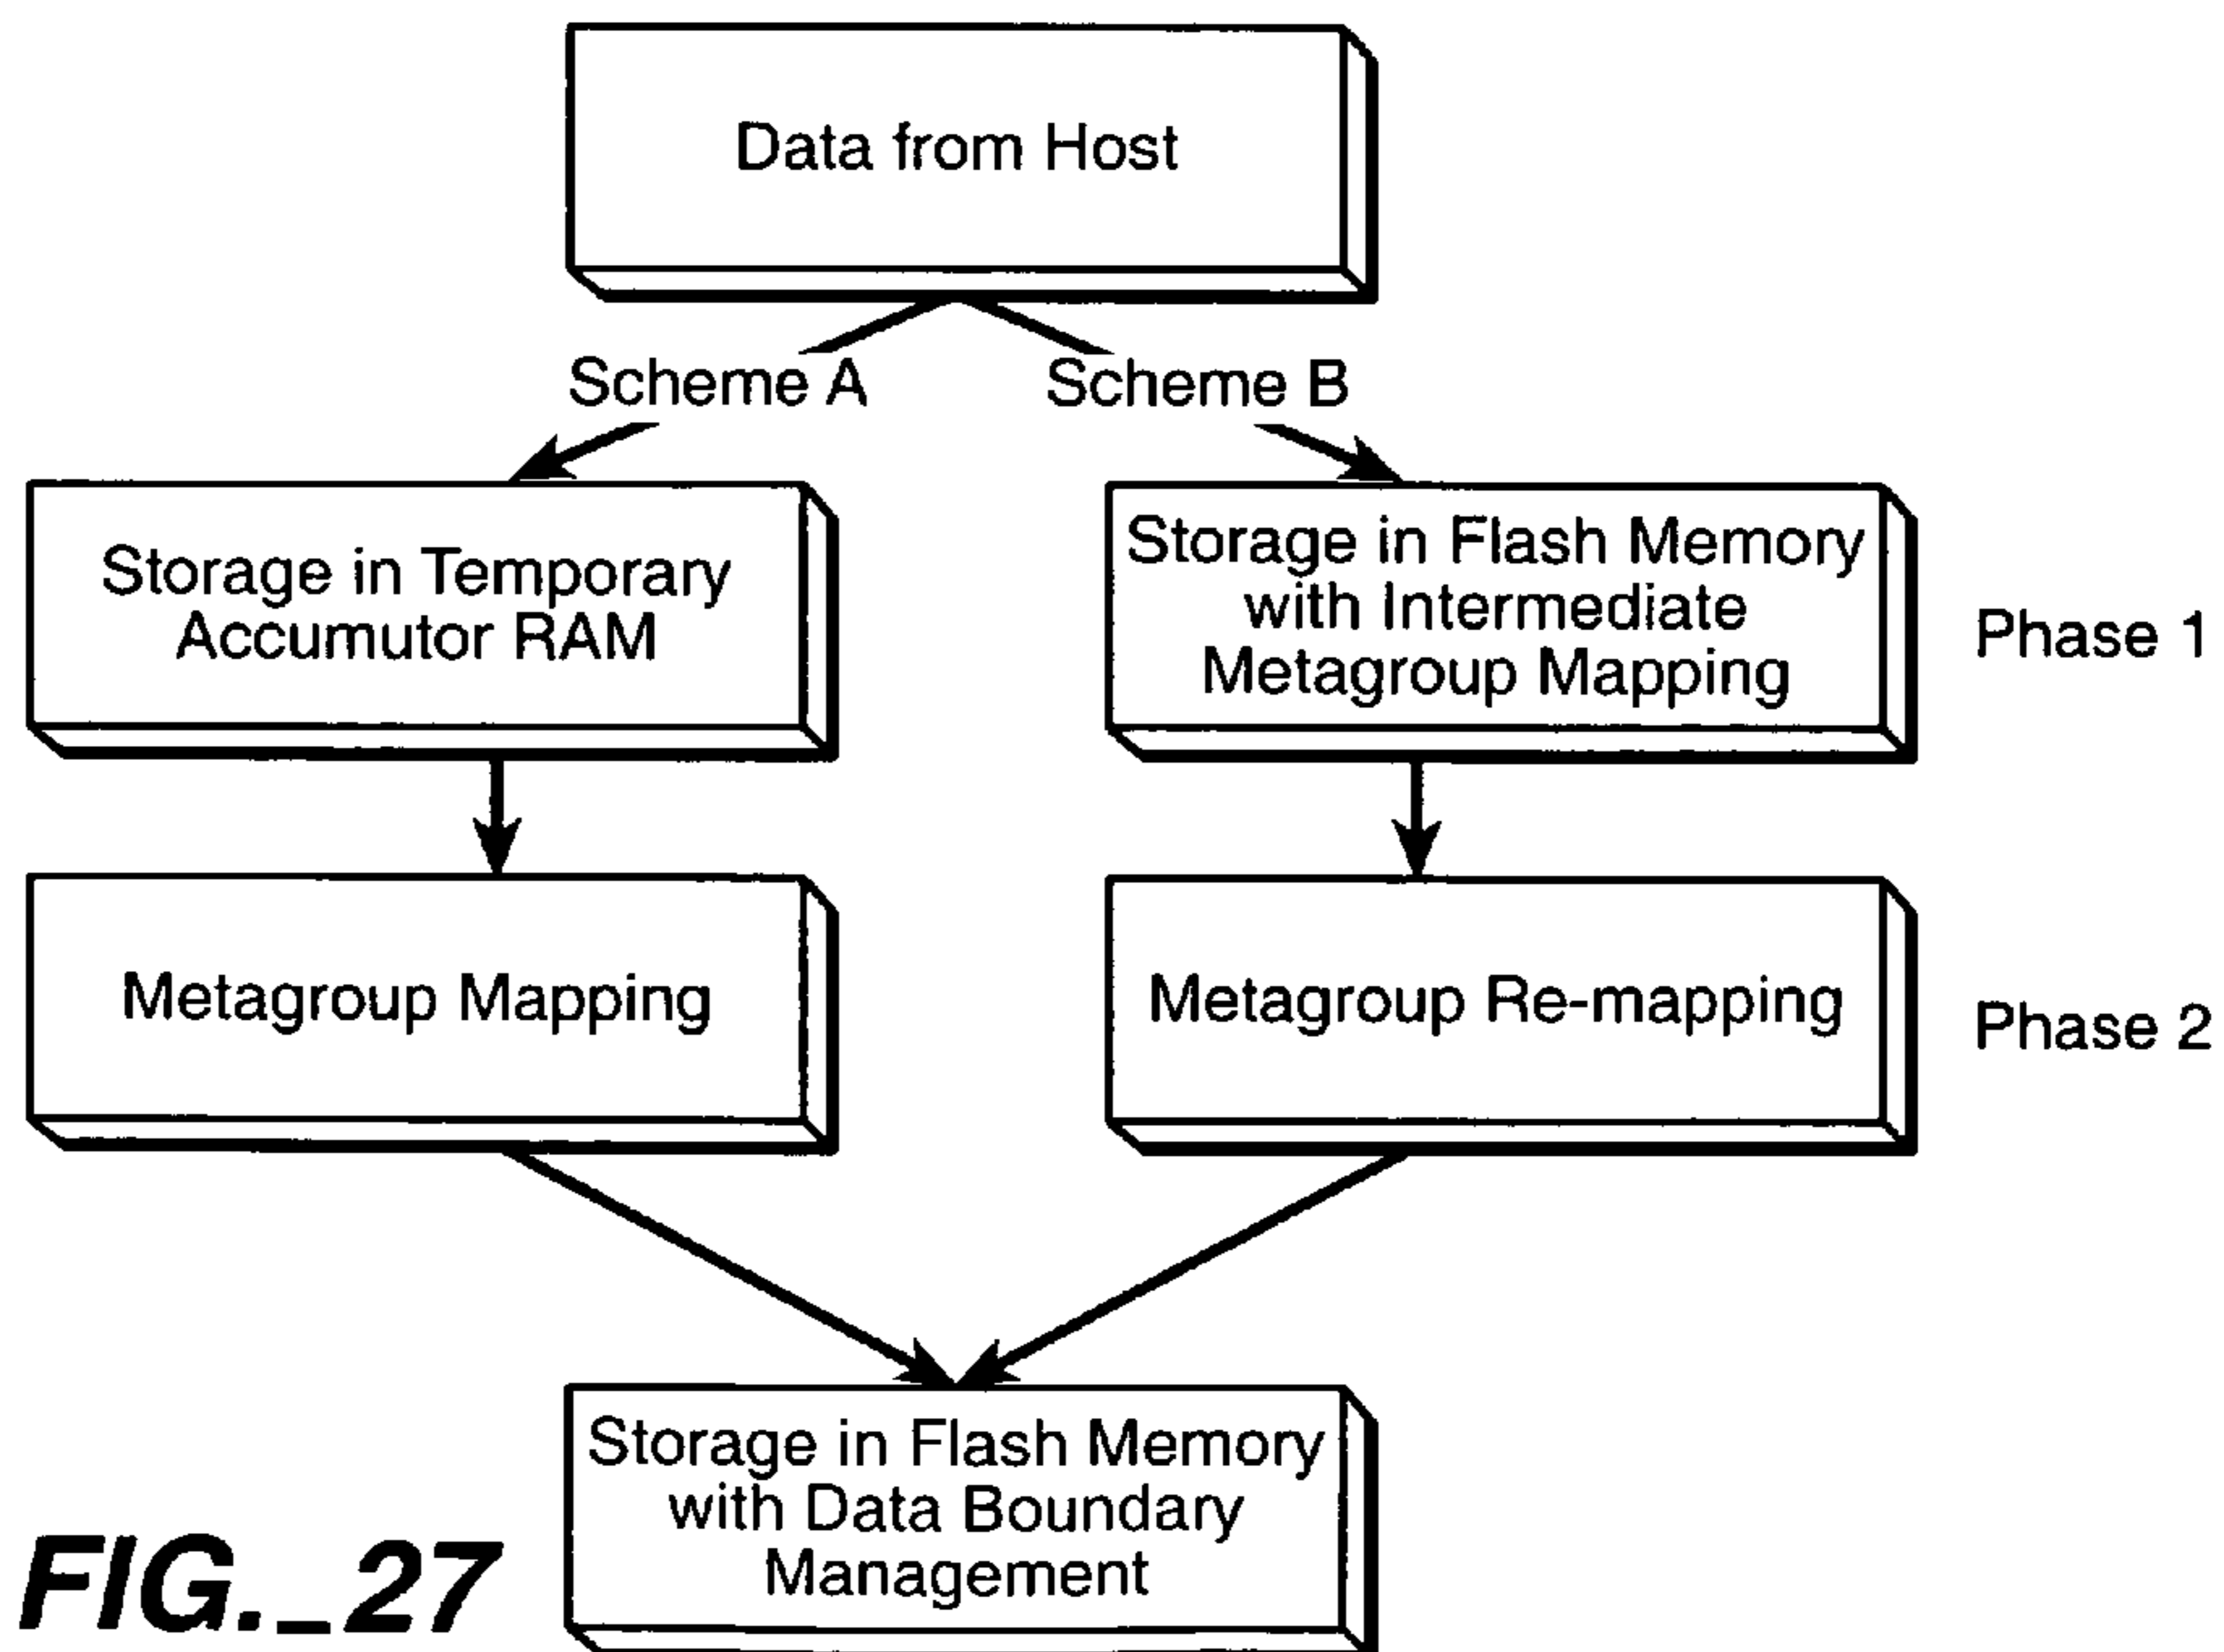 Data from Host
Scheme A
Scheme B
Storage in Temporary
Accumutor RAM
Storage in Flash Memory
with Intermediate
Metagroup Mapping
Phase 1
Metagroup Mapping
Metagroup Re-mapping
Phase 2
Storage in Flash Memory
with Data Boundary
Management
FIG._27